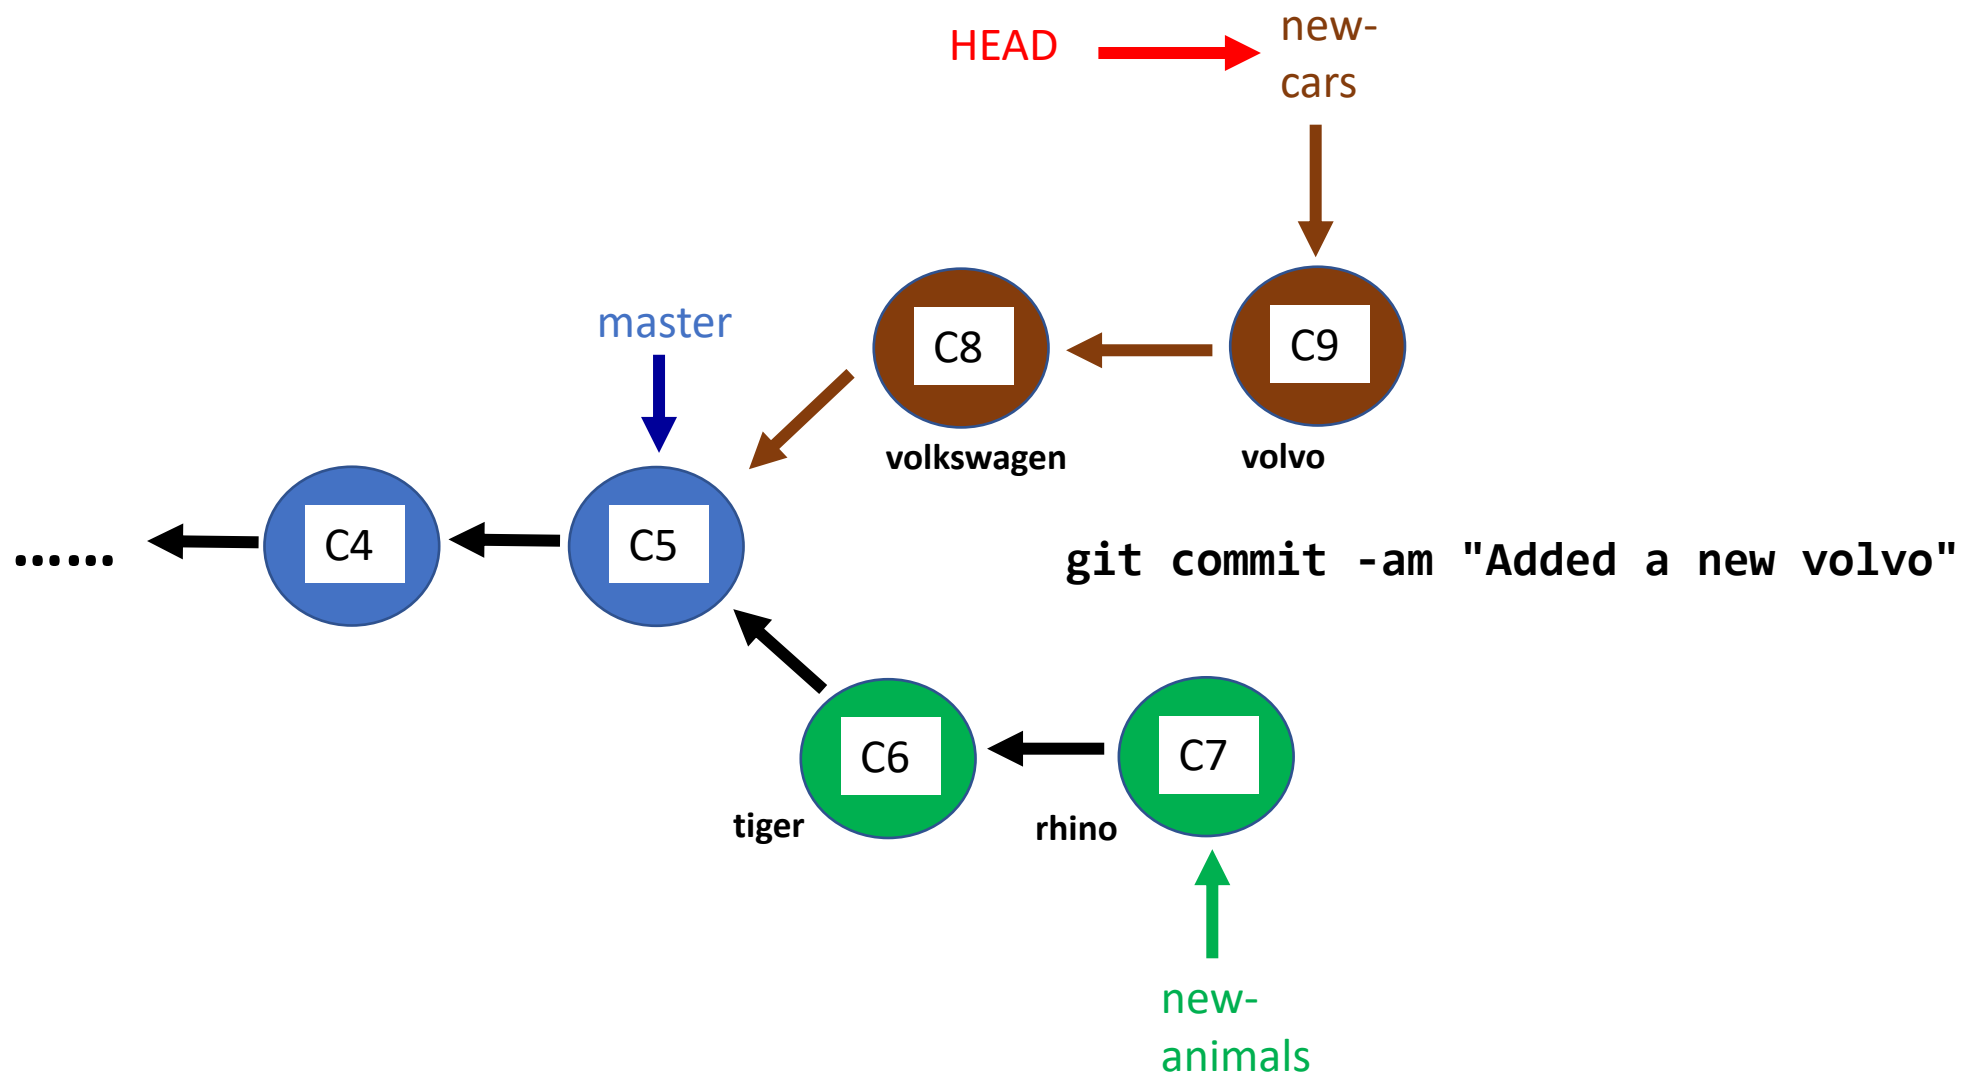 HEAD
new-
cars
master
C8
C9
volkswagen
volvo
......
C4
C5
git commit -am "Added a new volvo"
C6
C7
tiger
rhino
new-
animals